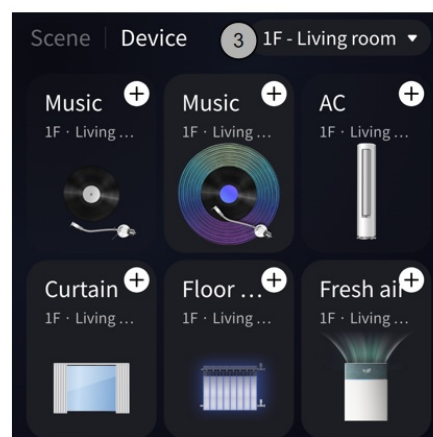 Scene | Device 3 1F - Living room
Music Music AC
1F · Living ... 1F · Living ... 1F · Living ...
Curtain Floor ... Fresh air
1F · Living ... 1F · Living ... 1F · Living ...